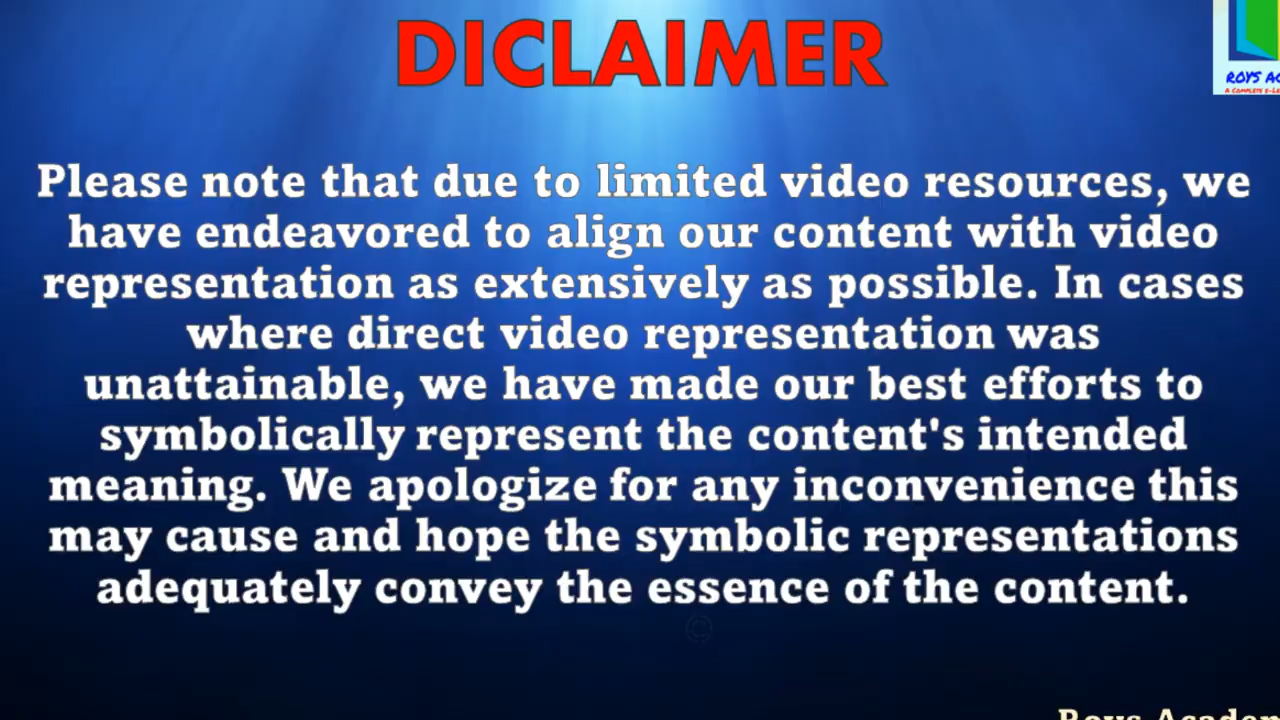 DICLAIMER
ROYS
Please note that due to limited video resources, we
have endeavored to align our content with video
representation as extensively as possible. In cases
where direct video representation was
unattainable, we have made our best efforts to
symbolically represent the content's intended
meaning. We apologize for any inconvenience this
may cause and hope the symbolic representations
adequately convey the essence of the content.
©
Roys